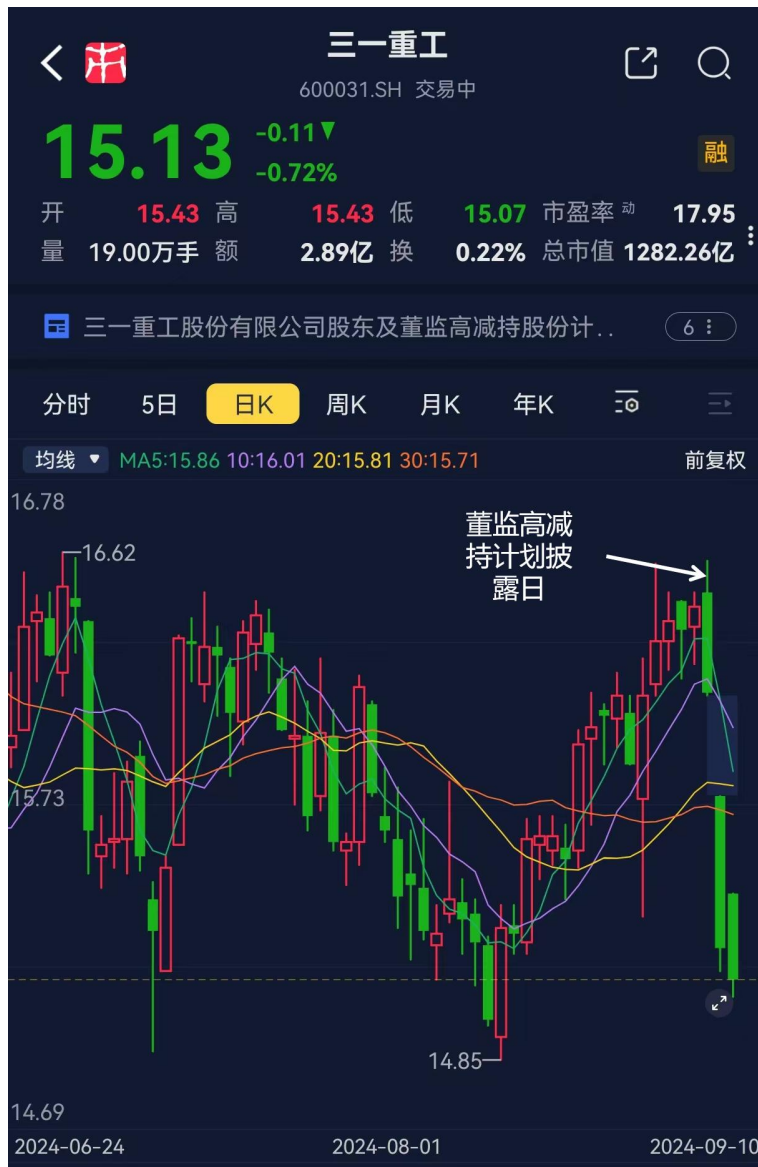 三一重工
600031.SH 交易中
15.13 -0.11▼
-0.72%
融
开 15.43 高 15.43 低 15.07 市盈率 动 17.95
量 19.00万手 额 2.89亿 换 0.22% 总市值 1282.26亿
三一重工股份有限公司股东及董监高减持股份计..
6
分时 5日 日K 周K 月K 年K
均线 ▼ MA5:15.86 10:16.01 20:15.81 30:15.71 前复权
16.78
董监高减
持计划披
露日
16.62
15.73
14.85
14.69
2024-06-24 2024-08-01 2024-09-10